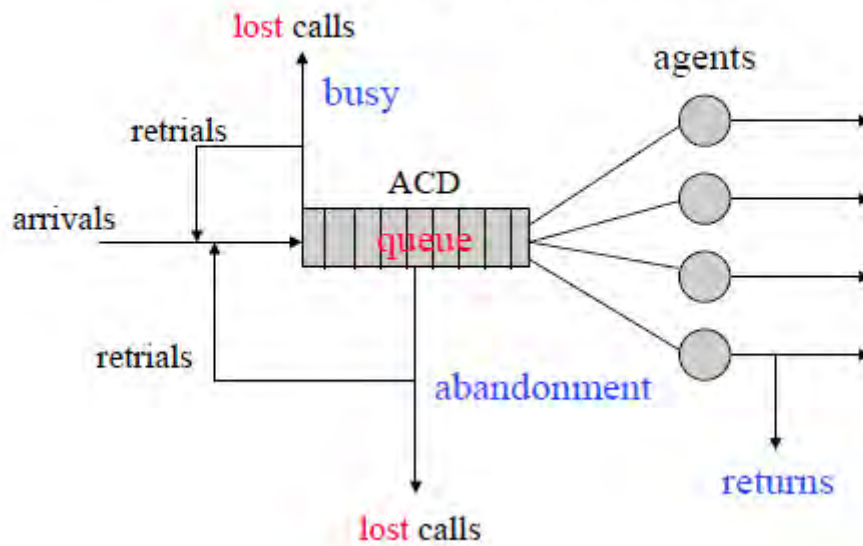 lost calls
agents
busy
retrials
ACD
arrivals
queue
retrials
abandonment
returns
lost calls